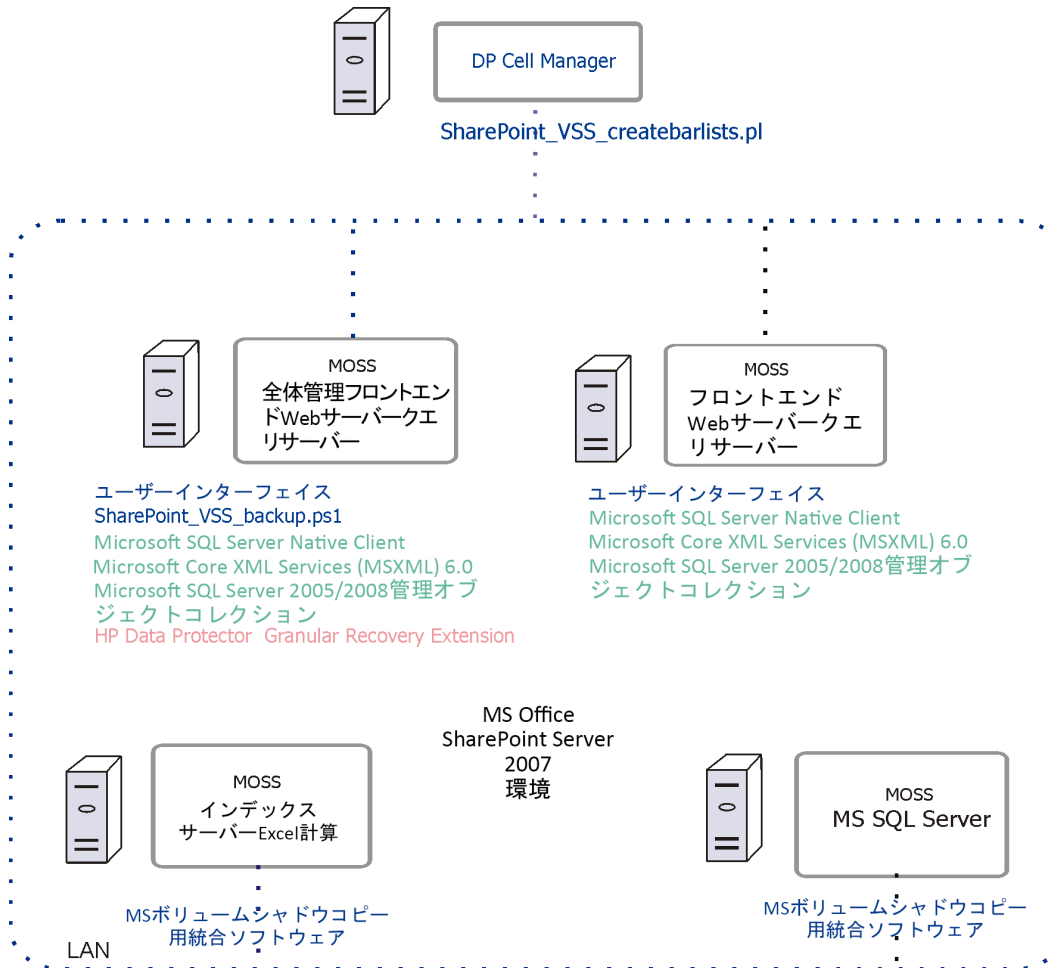 DP Cell Manager
SharePoint_VSS_createbarlists.pl
MOSS
全体管理フロントエン
ドWebサーバークエ
リサーバー
MOSS
フロントエンド
Webサーバークエ
リサーバー
ユーザーインターフェイス
SharePoint_VSS_backup.ps1
Microsoft SQL Server Native Client
Microsoft Core XML Services (MSXML) 6.0
Microsoft SQL Server 2005/2008管理オブ
ジェクトコレクション
HP Data Protector Granular Recovery Extension
ユーザーインターフェイス
Microsoft SQL Server Native Client
Microsoft Core XML Services (MSXML) 6.0
Microsoft SQL Server 2005/2008管理オブ
ジェクトコレクション
MS Office
SharePoint Server
2007
環境
MOSS
インデックス
サーバーExcel計算
MOSS
MS SQL Server
MSボリュームシャドウコピー
用統合ソフトウェア
MSボリュームシャドウコピー
用統合ソフトウェア
LAN